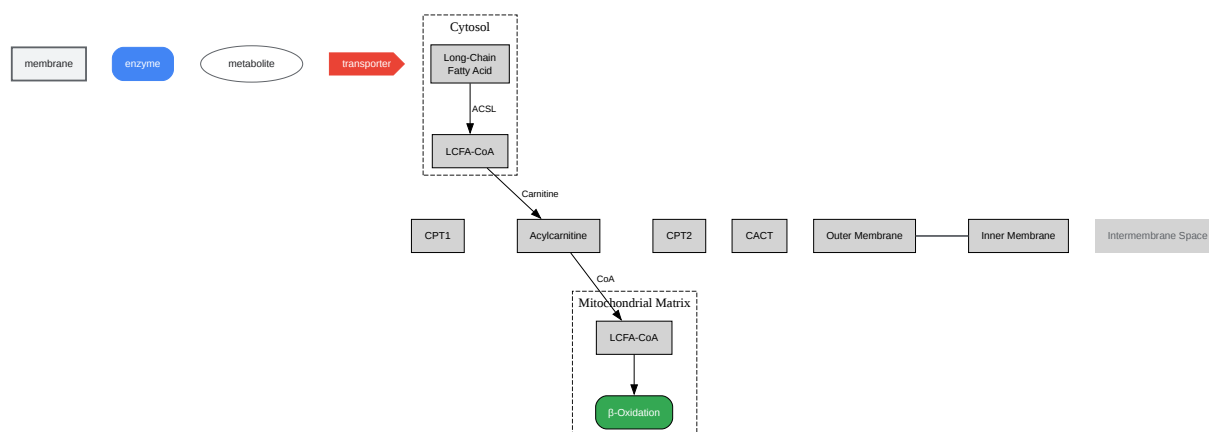 Cytosol
membrane
enzyme
metabolite
transporter
Long-Chain
Fatty Acid
ACSL
LCFA-CoA
Carnitine
CPT1
Acylcarnitine
CPT2
CACT
Outer Membrane
Inner Membrane
Intermembrane Space
CoA
Mitochondrial Matrix
LCFA-CoA
β-Oxidation